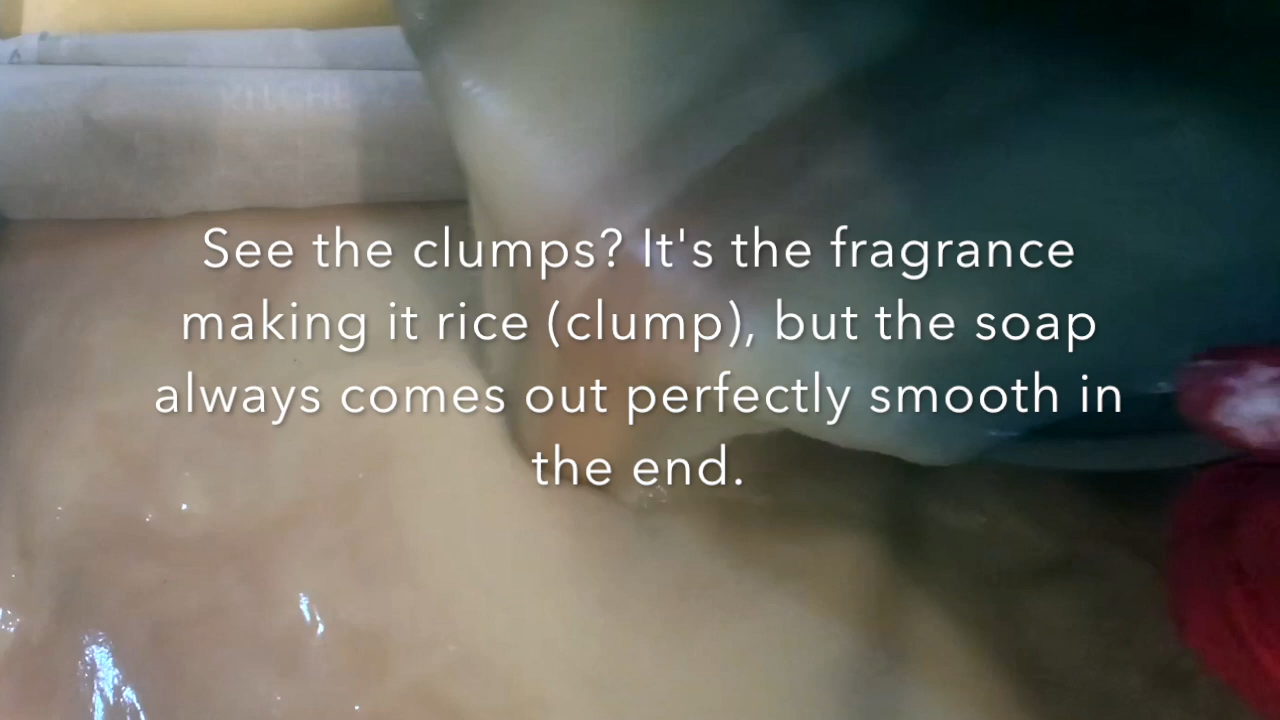 See the clumps? It's the fragrance
making it rice (clump), but the soap
always comes out perfectly smooth in
the end.